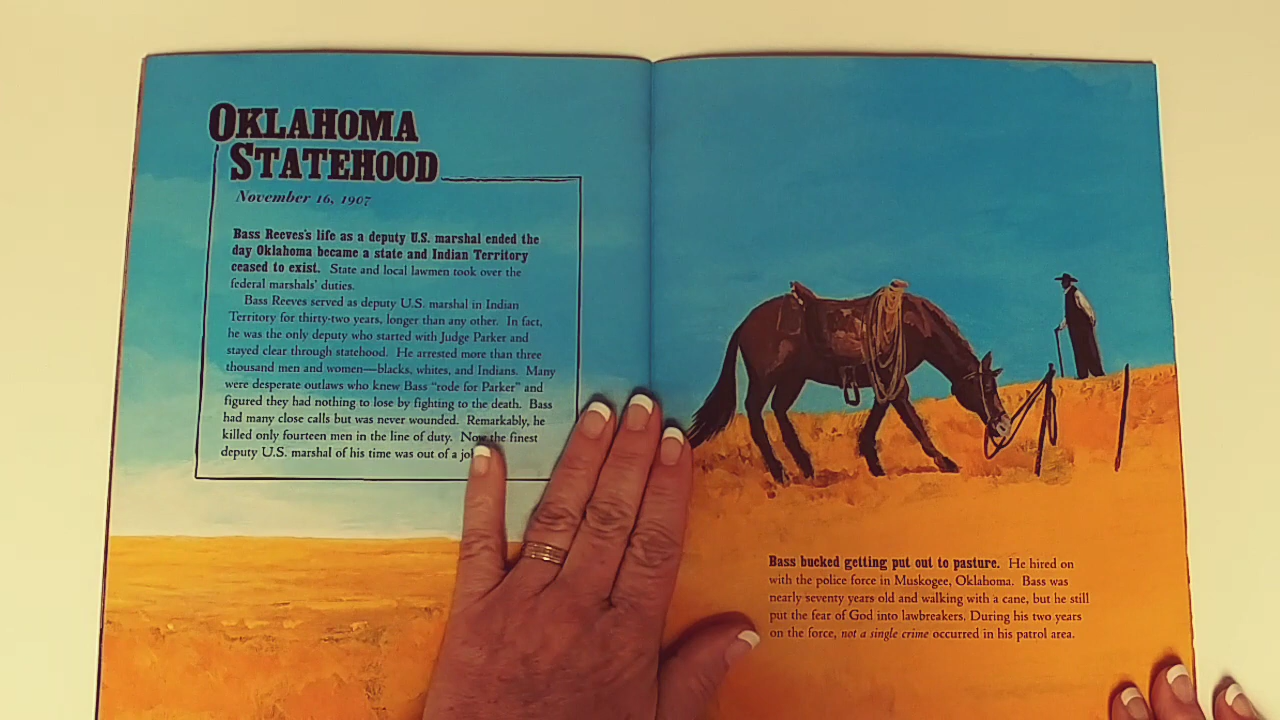 OKLAHOMA
STATEHOOD
November 16, 1907
Bass Reeves's life as a deputy U.S. marshal ended the
day Oklahoma became a state and Indian Territory
ceased to exist. State and local lawmen took over the
federal marshals' duties.
Bass Reeves served as deputy U.S. marshal in Indian
Territory for thirty-two years, longer than any other. In fact,
he was the only deputy who started with Judge Parker and
stayed clear through statehood. He arrested more than three
thousand men and women—blacks, whites, and Indians. Many
were desperate outlaws who knew Bass "rode for Parker" and
figured they had nothing to lose by fighting to the death. Bass
had many close calls but was never wounded. Remarkably, he
killed only fourteen men in the line of duty. Now the finest
deputy U.S. marshal of his time was out of a
Bass bucked getting put out to pasture. He hired on
with the police force in Muskogee, Oklahoma. Bass was
nearly seventy years old and walking with a cane, but he still
put the fear of God into lawbreakers. During his two years
on the force, not a single crime occurred in his patrol area.